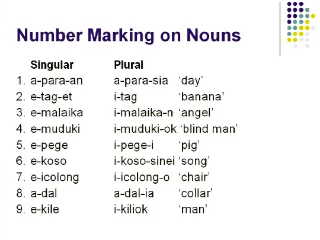 Number Marking on Nouns
Singular Plural
1. a-para-an a-para-sia ‘day’
2. e-tag-et i-tag ‘banana’
3. e-malaika i-malaika-n ‘angel’
4. e-muduki i-muduki-ok ‘blind man’
5. e-pege i-pege-i ‘pig’
6. e-koso i-koso-sinei ‘song’
7. e-icolong i-icolong-o ‘chair’
8. a-dal a-dal-ia ‘collar’
9. e-kile i-kiliok ‘man’